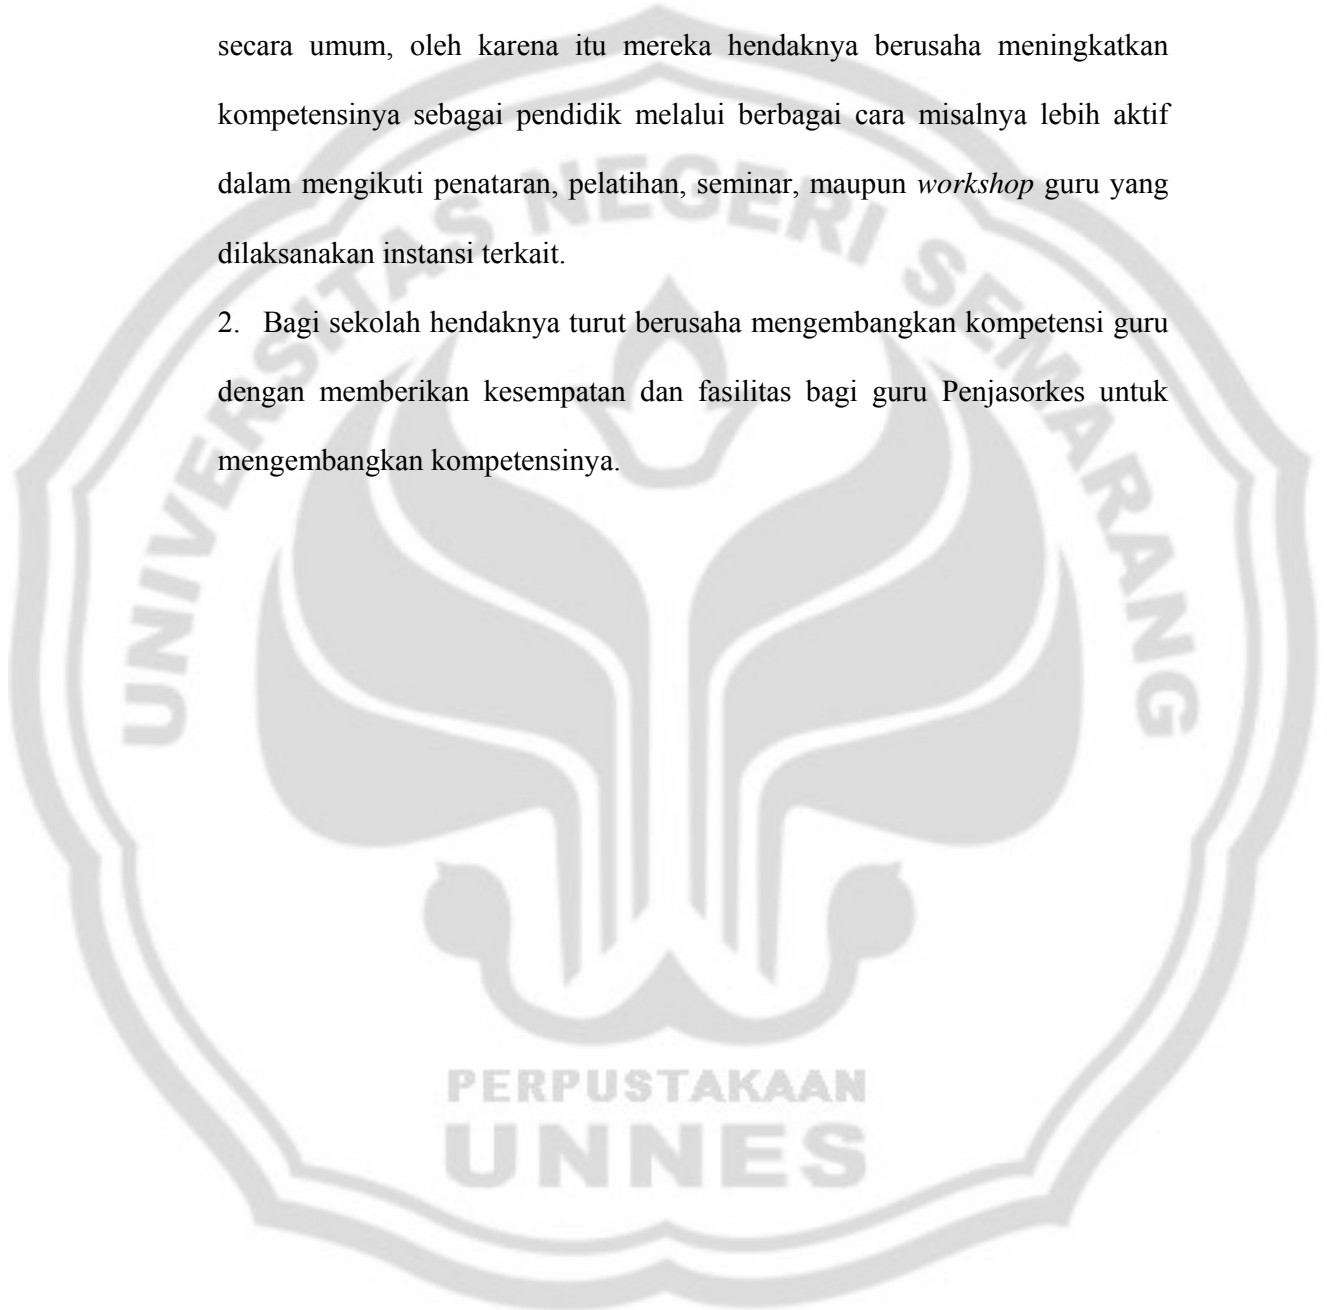 secara umum, oleh karena itu mereka hendaknya berusaha meningkatkan
kompetensinya sebagai pendidik melalui berbagai cara misalnya lebih aktif
dalam mengikuti penataran, pelatihan, seminar, maupun workshop guru yang
dilaksanakan instansi terkait.
2. Bagi sekolah hendaknya turut berusaha mengembangkan kompetensi guru
dengan memberikan kesempatan dan fasilitas bagi guru Penjasorkes untuk
mengembangkan kompetensinya.
UNIVERSITAS NEGERI SEMARANG
PERPUSTAKAAN
UNNES